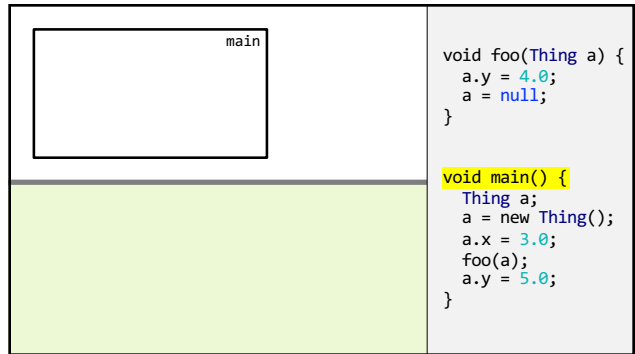 main
void foo(Thing a) {
  a.y = 4.0;
  a = null;
}
void main() {
  Thing a;
  a = new Thing();
  a.x = 3.0;
  foo(a);
  a.y = 5.0;
}